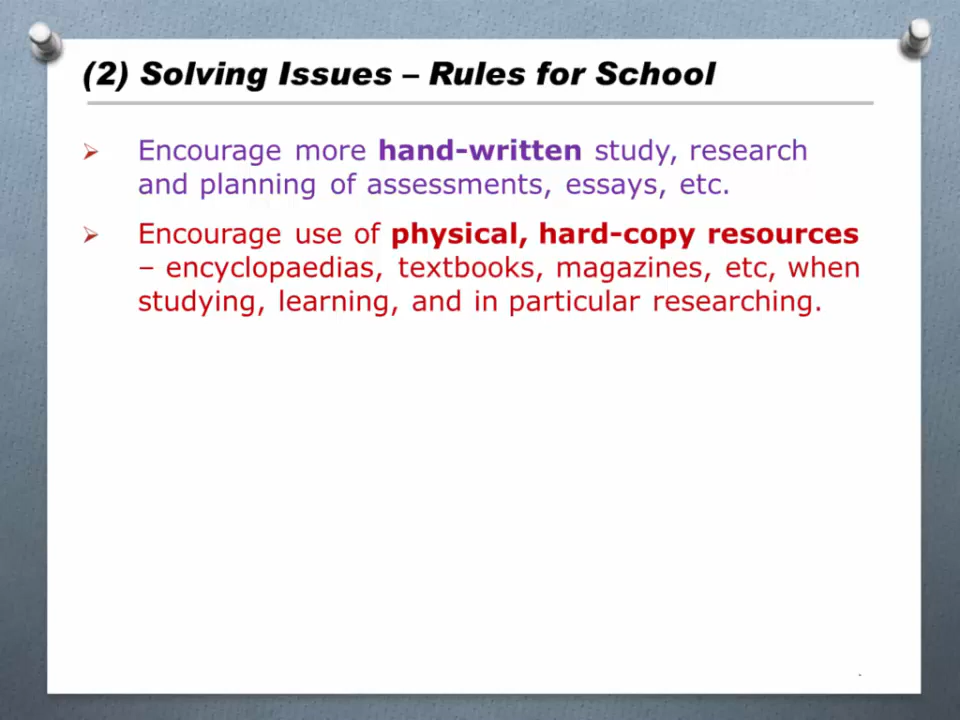 (2) Solving Issues – Rules for School
Encourage more hand-written study, research
and planning of assessments, essays, etc.
Encourage use of physical, hard-copy resources
– encyclopaedias, textbooks, magazines, etc, when
studying, learning, and in particular researching.